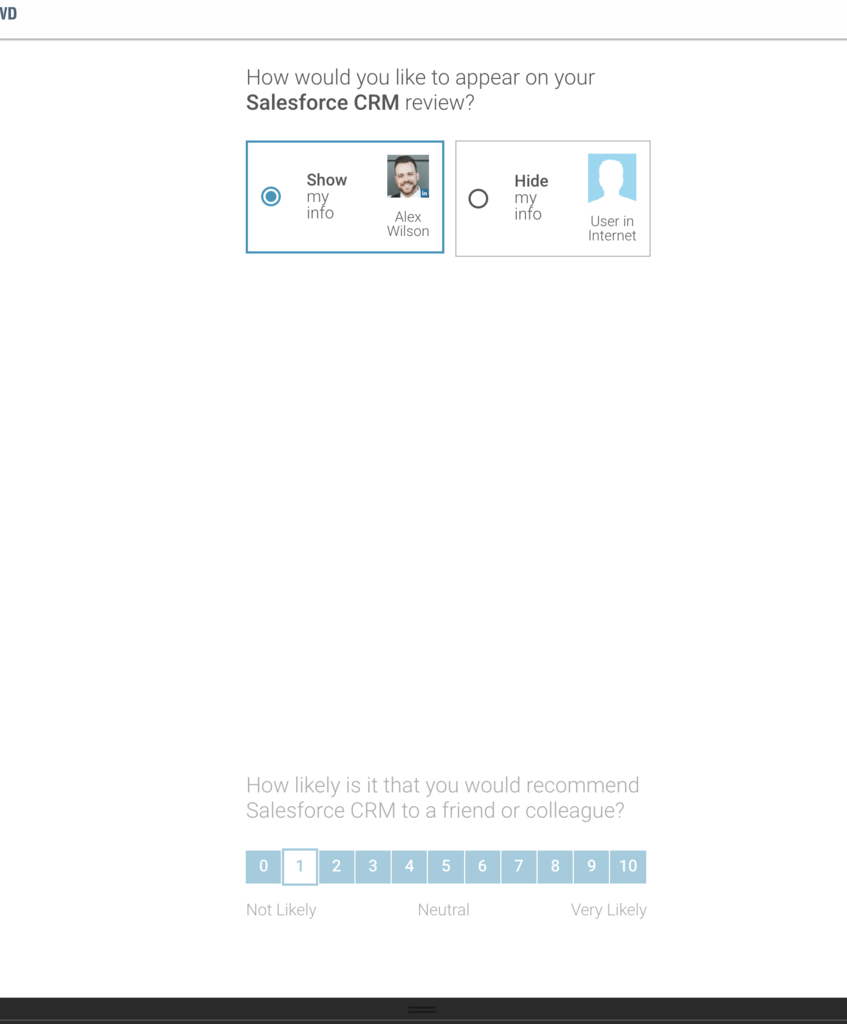 How would you like to appear on your
Salesforce CRM review?
Show
my
info
in
Alex
Wilson
Hide
my
info
User in
Internet
How likely is it that you would recommend
Salesforce CRM to a friend or colleague?
0 1 2 3 4 5 6 7 8 9 10
Not Likely Neutral Very Likely